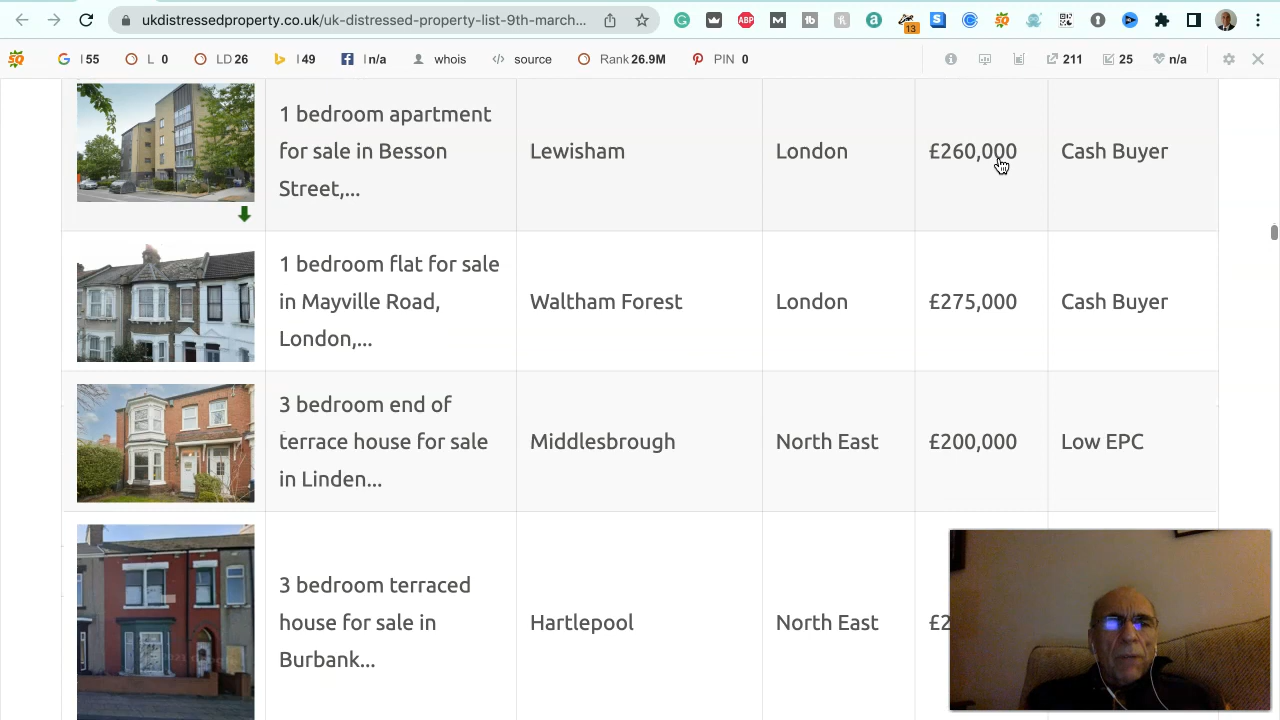 ukdistressedproperty.co.uk/uk-distressed-property-list-9th-march...
ABP
13
I 55
L 0
LD 26
I 49
I n/a
whois
source
Rank 26.9M
PIN 0
211
25
n/a
1 bedroom apartment
for sale in Besson
Street,...
Lewisham
London
£260,000
Cash Buyer
1 bedroom flat for sale
in Mayville Road,
London,...
Waltham Forest
London
£275,000
Cash Buyer
3 bedroom end of
terrace house for sale
in Linden...
Middlesbrough
North East
£200,000
Low EPC
3 bedroom terraced
house for sale in
Burbank...
Hartlepool
North East
£2